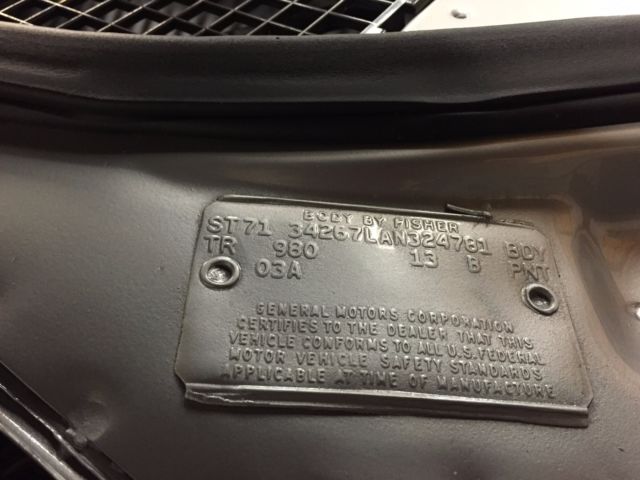 BODY BY FISHER
ST71 34267LAN324781 BDY
TR 980 13 B PNT
03A
GENERAL MOTORS CORPORATION
CERTIFIES TO THE DEALER THAT THIS
VEHICLE CONFORMS TO ALL U.S. FEDERAL
MOTOR VEHICLE SAFETY STANDARDS
APPLICABLE AT TIME OF MANUFACTURE